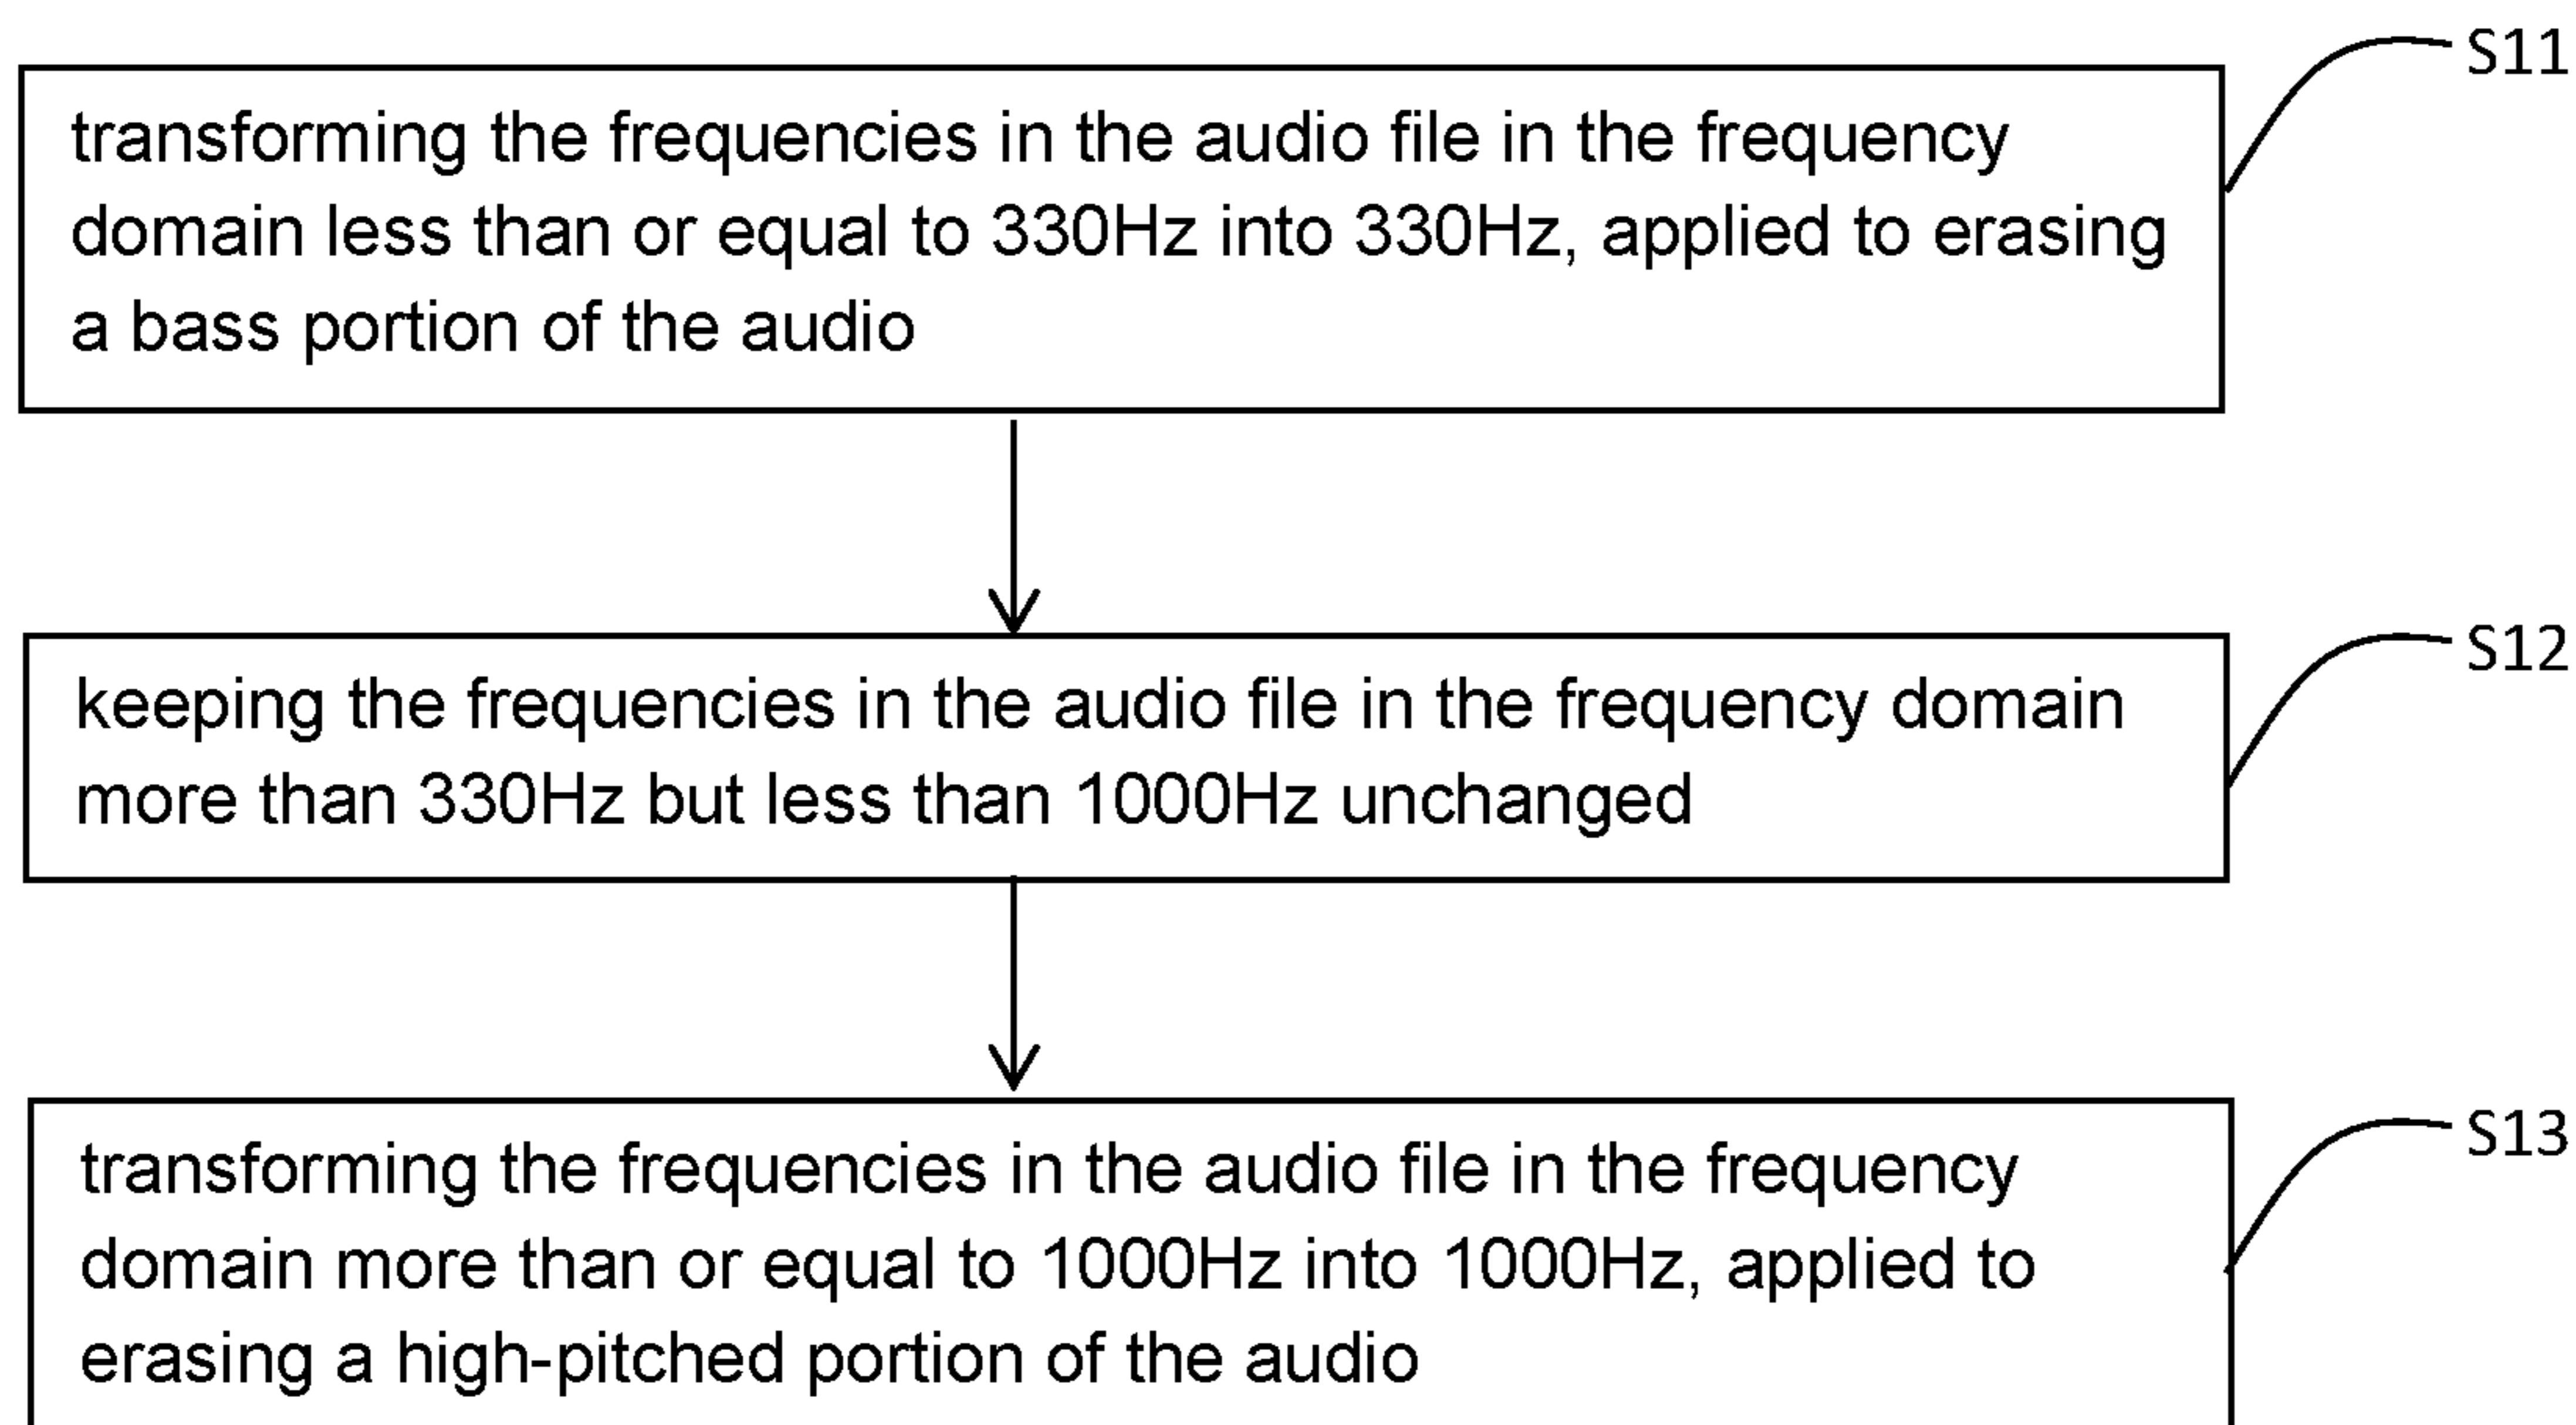 S11
transforming the frequencies in the audio file in the frequency
domain less than or equal to 330Hz into 330Hz, applied to erasing
a bass portion of the audio
S12
keeping the frequencies in the audio file in the frequency domain
more than 330Hz but less than 1000Hz unchanged
S13
transforming the frequencies in the audio file in the frequency
domain more than or equal to 1000Hz into 1000Hz, applied to
erasing a high-pitched portion of the audio